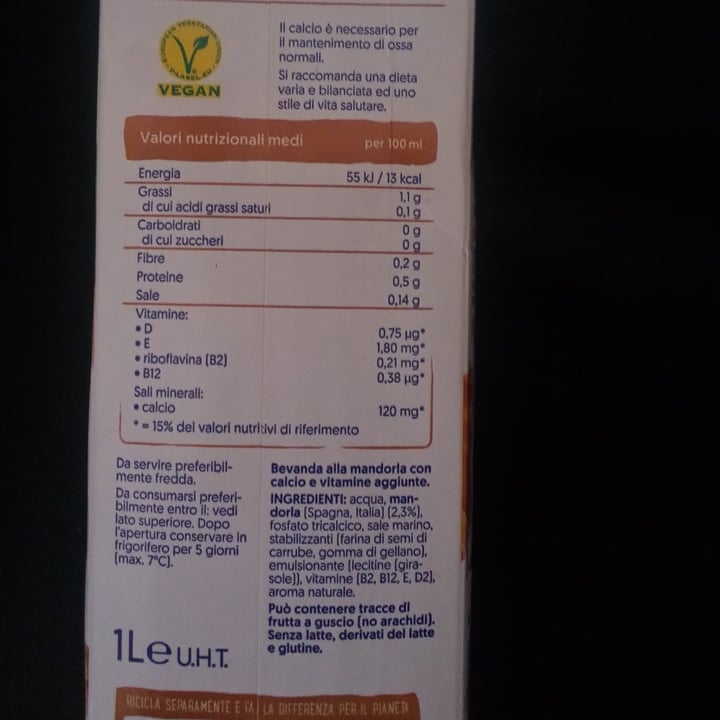 EUROPEAN VEGETARIAN UNION
V-LABEL.EU
VEGAN
Il calcio è necessario per
il mantenimento di ossa
normali.
Si raccomanda una dieta
varia e bilanciata ed uno
stile di vita salutare.
Valori nutrizionali medi per 100 ml
Energia 55 kJ / 13 kcal
Grassi 1,1 g
di cui acidi grassi saturi 0,1 g
Carboidrati 0 g
di cui zuccheri 0 g
Fibre 0,2 g
Proteine 0,5 g
Sale 0,14 g
Vitamine:
• D 0,75 µg*
• E 1,80 mg*
• riboflavina (B2) 0,21 mg*
• B12 0,38 µg*
Sali minerali:
• calcio 120 mg*
* = 15% dei valori nutritivi di riferimento
Da servire preferibil-
mente fredda.
Da consumarsi preferi-
bilmente entro il: vedi
lato superiore. Dopo
l'apertura conservare in
frigorifero per 5 giorni
(max. 7°C).
Bevanda alla mandorla con
calcio e vitamine aggiunte.
INGREDIENTI: acqua, man-
dorla (Spagna, Italia) (2,3%),
fosfato tricalcico, sale marino,
stabilizzanti (farina di semi di
carrube, gomma di gellano),
emulsionante (lecitine (gira-
sole)), vitamine (B2, B12, E, D2),
aroma naturale.
Può contenere tracce di
frutta a guscio (no arachidi).
Senza latte, derivati del latte
e glutine.
1L e U.H.T.
RICICLA SEPARAMENTE E FA LA DIFFERENZA PER IL PIANETA